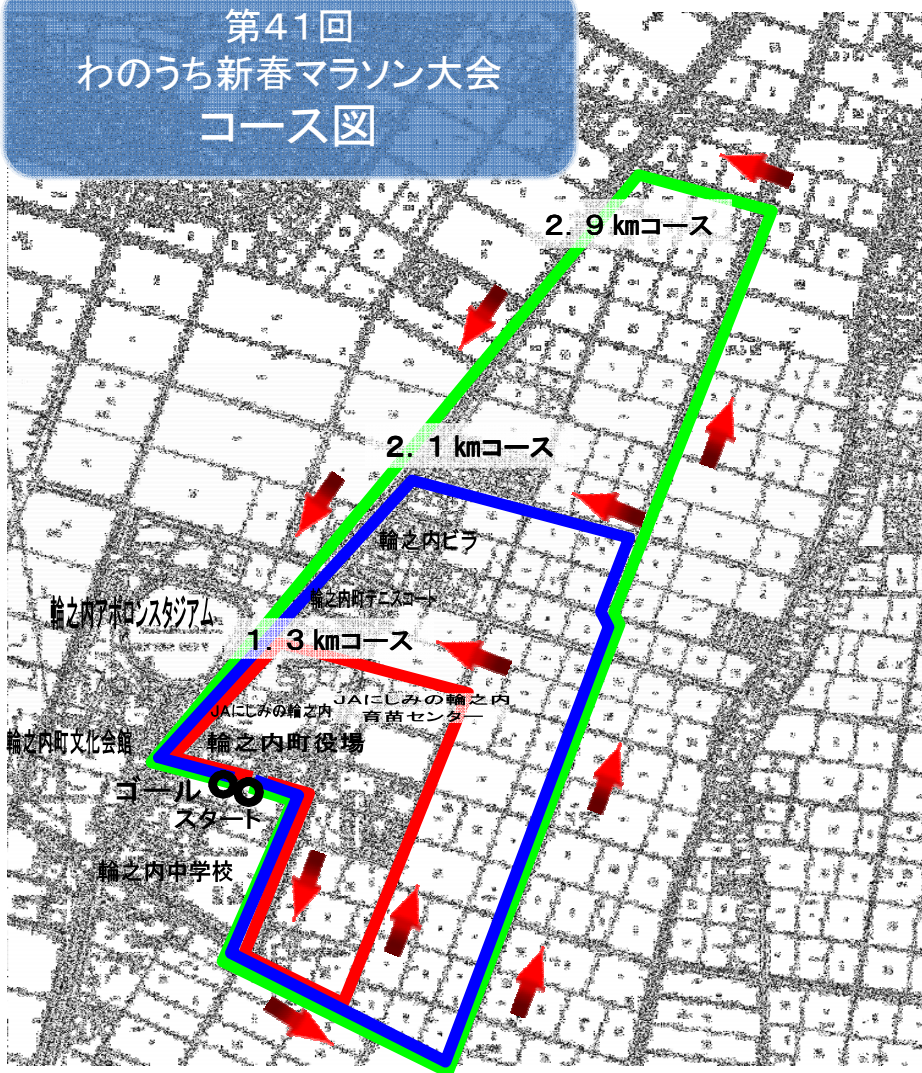 第41回
わのうち新春マラソン大会
コース図
2.9kmコース
2.1kmコース
輪之内ビラ
輪之内町テニスコート
輪之内アポロンスタジアム
1.3kmコース
JAにしみの輪之内
育苗センター
JAにしみの輪之内
輪之内町文化会館
輪之内町役場
ゴール
スタート
輪之内中学校